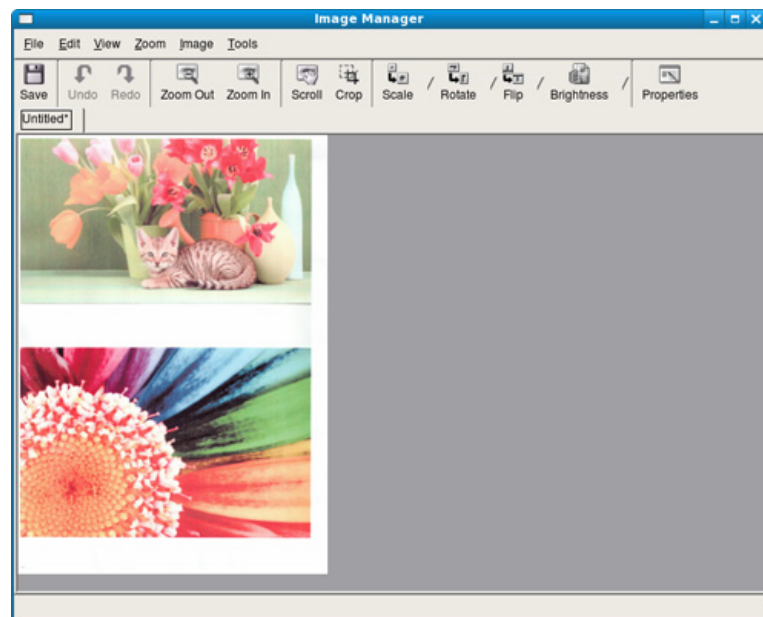 Image Manager
File Edit View Zoom Image Tools
Save Undo Redo Zoom Out Zoom In Scroll Crop Scale / Rotate / Flip / Brightness / Properties
Untitled*